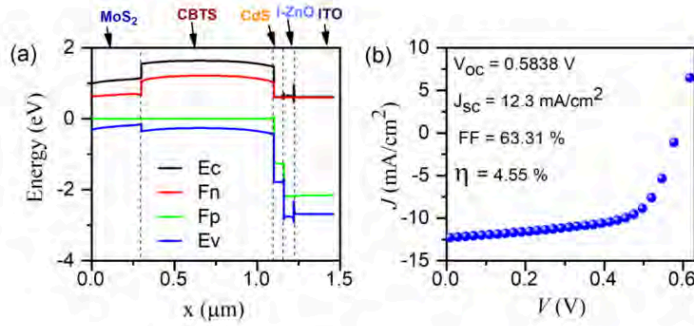 (a)
MoS₂
CBTS
CdS
i-ZnO
ITO
Energy (eV)
2
0
-2
-4
Ec
Fn
Fp
Ev
0.0
0.5
1.0
1.5
x (μm)
(b)
J (mA/cm²)
10
5
0
-5
-10
-15
V_OC = 0.5838 V
J_SC = 12.3 mA/cm²
FF = 63.31 %
η = 4.55 %
0.0
0.2
0.4
0.6
V (V)